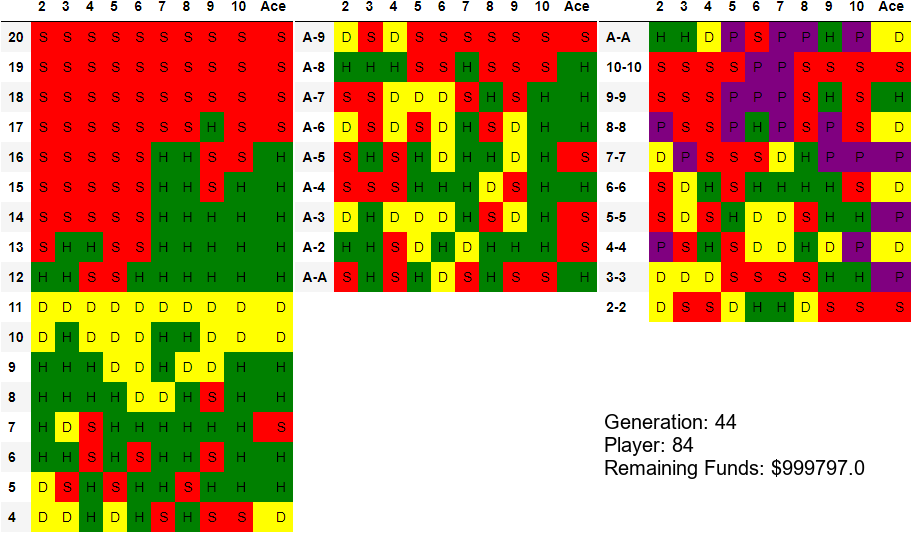 2 3 4 5 6 7 8 9 10 Ace
20 S S S S S S S S S S
19 S S S S S S S S S S
18 S S S S S S S S S S
17 S S S S S S S H S S
16 S S S S S H H S S H
15 S S S S S H H S H H
14 S S S S S H H H H H
13 S H H S S H H H H H
12 H H S S H H H H H H
11 D D D D D D D D D D
10 D H D D D H H D D D
9 H H H D D H D D H H
8 H H H H D D H S H H
7 H D S H H H H H H S
6 H H S H S H H S H H
5 D S H S H H S H H H
4 D D H D H S H S S D
2 3 4 5 6 7 8 9 10 Ace
A-9 D S D S S S S S S S
A-8 H H H S S H S S S H
A-7 S S D D D S H S H H
A-6 D S D S D H S D H H
A-5 S H S H D H H D H S
A-4 S S S H H H D S H H
A-3 D H D D D H S D H S
A-2 H H S D H D H H H S
A-A S H S H D S H S S H
2 3 4 5 6 7 8 9 10 Ace
A-A H H D P S P P H P D
10-10 S S S S P P S S S S
9-9 S S S P P P S H S H
8-8 P S S P H P S P S D
7-7 D P S S S D H P P P
6-6 S D H S H H H H S D
5-5 S D S H D D S H H P
4-4 P S H S D D H D P D
3-3 D D D S S S S H H P
2-2 D S S D H H D S S S
Generation: 44
Player: 84
Remaining Funds: $999797.0